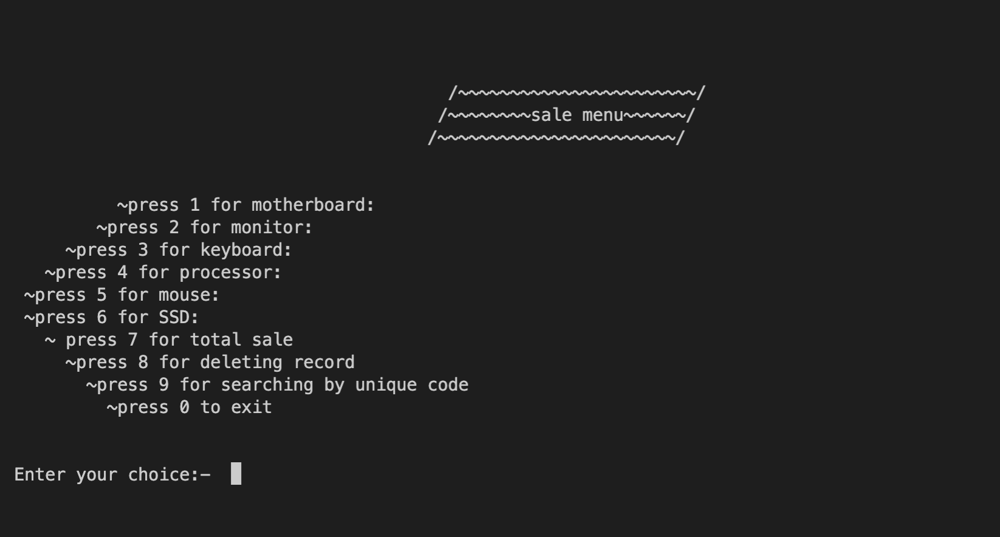 /~~~~~~~~~~~~~~~~~~~~~~~/
/~~~~~~~~sale menu~~~~~~/
/~~~~~~~~~~~~~~~~~~~~~~~/
~press 1 for motherboard:
~press 2 for monitor:
~press 3 for keyboard:
~press 4 for processor:
~press 5 for mouse:
~press 6 for SSD:
~ press 7 for total sale
~press 8 for deleting record
~press 9 for searching by unique code
~press 0 to exit
Enter your choice:-